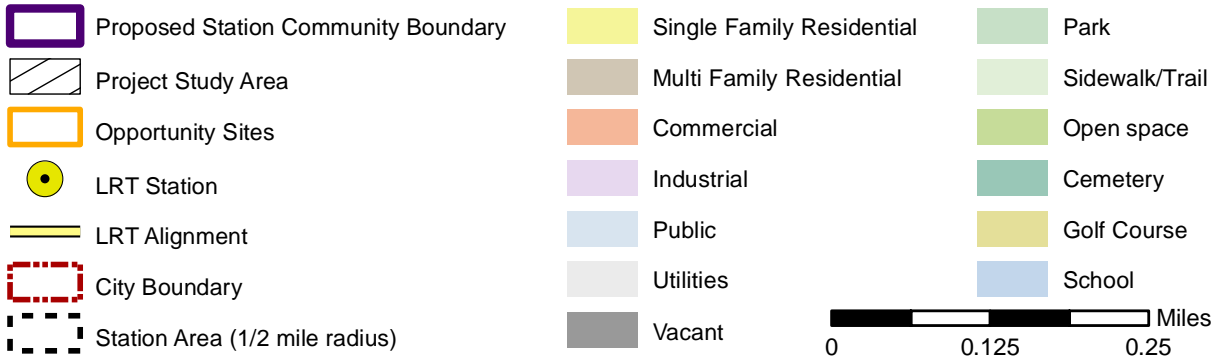 Proposed Station Community Boundary
Project Study Area
Opportunity Sites
LRT Station
LRT Alignment
City Boundary
Station Area (1/2 mile radius)
Single Family Residential
Multi Family Residential
Commercial
Industrial
Public
Utilities
Vacant
Park
Sidewalk/Trail
Open space
Cemetery
Golf Course
School
Miles
0 0.125 0.25